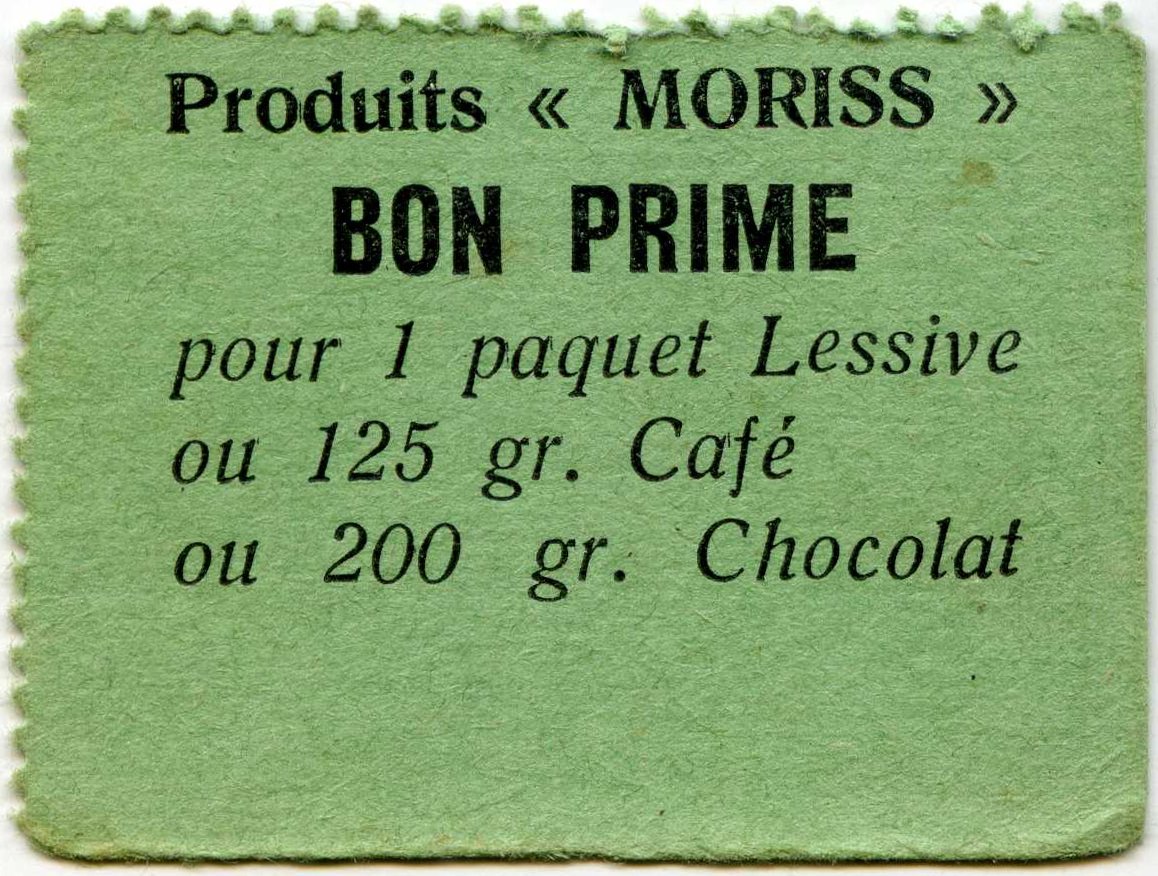 Produits « MORISS »
BON PRIME
pour 1 paquet Lessive
ou 125 gr. Café
ou 200 gr. Chocolat